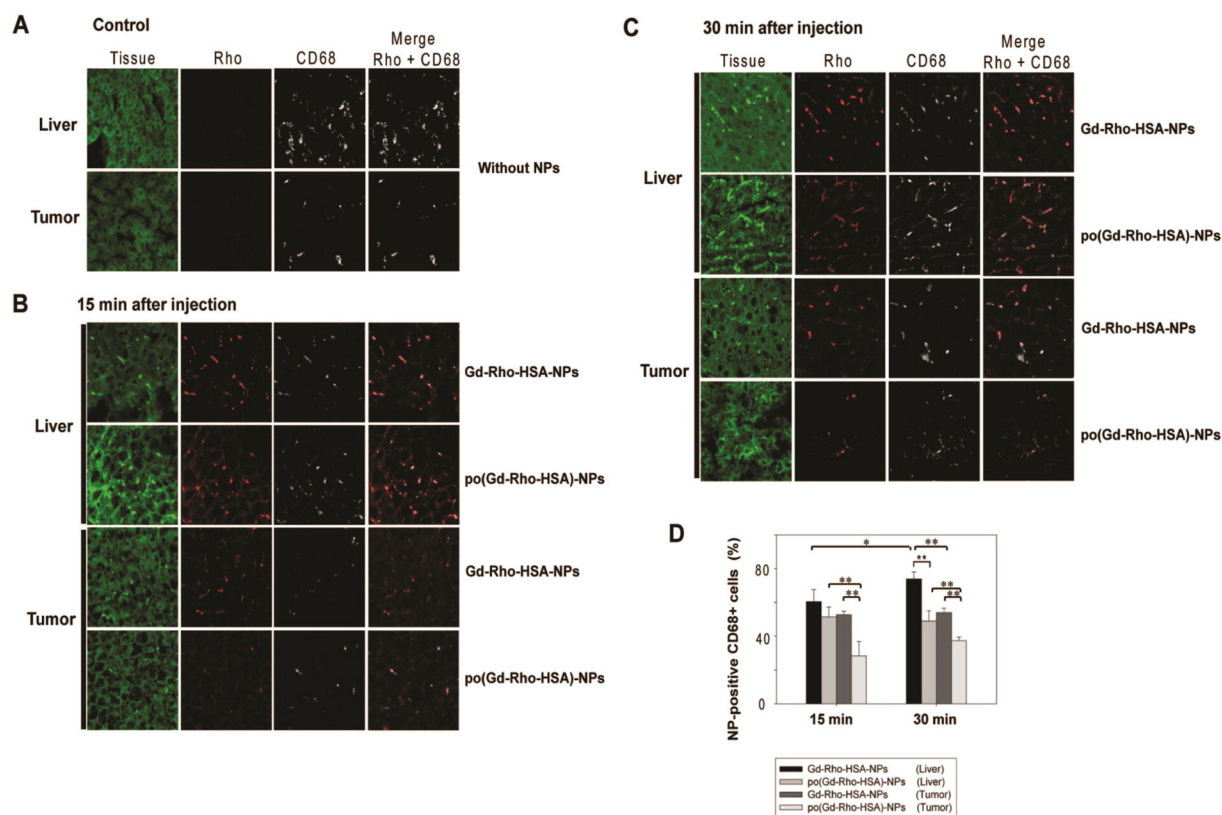 A
Control
Tissue Rho CD68 Merge Rho + CD68
Liver
Tumor
Without NPs
B
15 min after injection
Liver
Gd-Rho-HSA-NPs
po(Gd-Rho-HSA)-NPs
Tumor
Gd-Rho-HSA-NPs
po(Gd-Rho-HSA)-NPs
C
30 min after injection
Tissue Rho CD68 Merge Rho + CD68
Liver
Gd-Rho-HSA-NPs
po(Gd-Rho-HSA)-NPs
Tumor
Gd-Rho-HSA-NPs
po(Gd-Rho-HSA)-NPs
D
NP-positive CD68+ cells (%)
80
40
0
* ** ** ** ** ** **
15 min 30 min
Gd-Rho-HSA-NPs (Liver)
po(Gd-Rho-HSA)-NPs (Liver)
Gd-Rho-HSA-NPs (Tumor)
po(Gd-Rho-HSA)-NPs (Tumor)